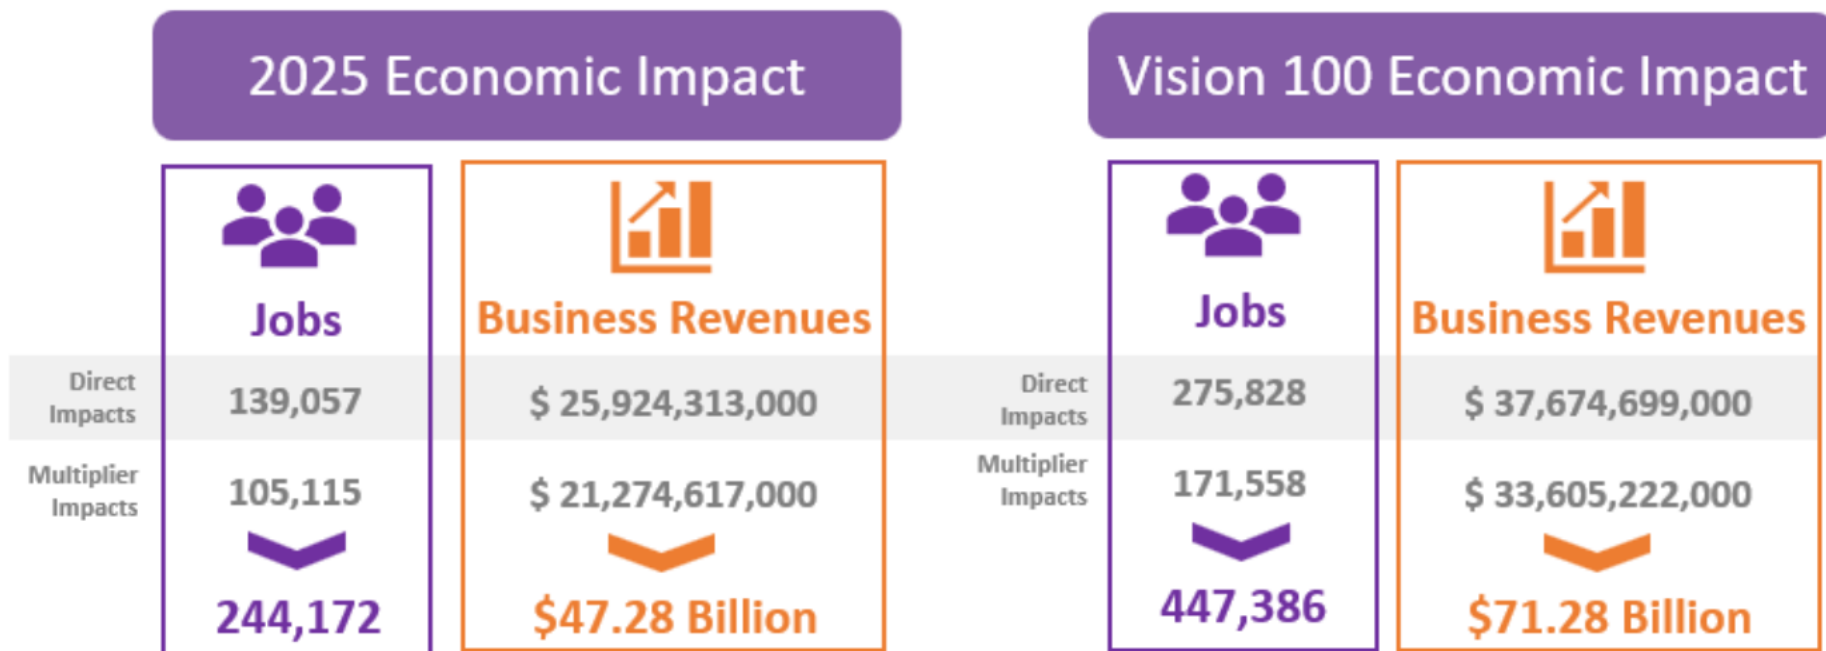 2025 Economic Impact
Vision 100 Economic Impact
Jobs
Business Revenues
Jobs
Business Revenues
Direct
Impacts
139,057
$ 25,924,313,000
Direct
Impacts
275,828
$ 37,674,699,000
Multiplier
Impacts
105,115
$ 21,274,617,000
Multiplier
Impacts
171,558
$ 33,605,222,000
244,172
$47.28 Billion
447,386
$71.28 Billion